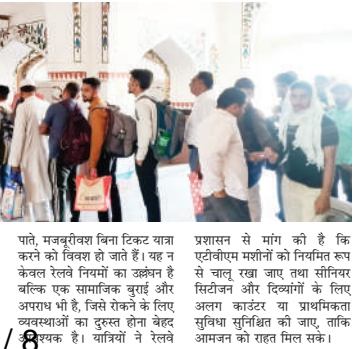 पाते, मजबूरीवश बिना टिकट यात्रा
करने को विवश हो जाते हैं। यह न
केवल रेलवे नियमों का उल्लंघन है
बल्कि एक सामाजिक बुराई और
अपराध भी है, जिसे रोकने के लिए
व्यवस्थाओं का दुरुस्त होना बेहद
आवश्यक है। यात्रियों ने रेलवे
प्रशासन से मांग की है कि
एटीवीएम मशीनों को नियमित रूप
से चालू रखा जाए तथा सीनियर
सिटीजन और दिव्यांगों के लिए
अलग काउंटर या प्राथमिकता
सुविधा सुनिश्चित की जाए, ताकि
आमजन को राहत मिल सके।
/ 8